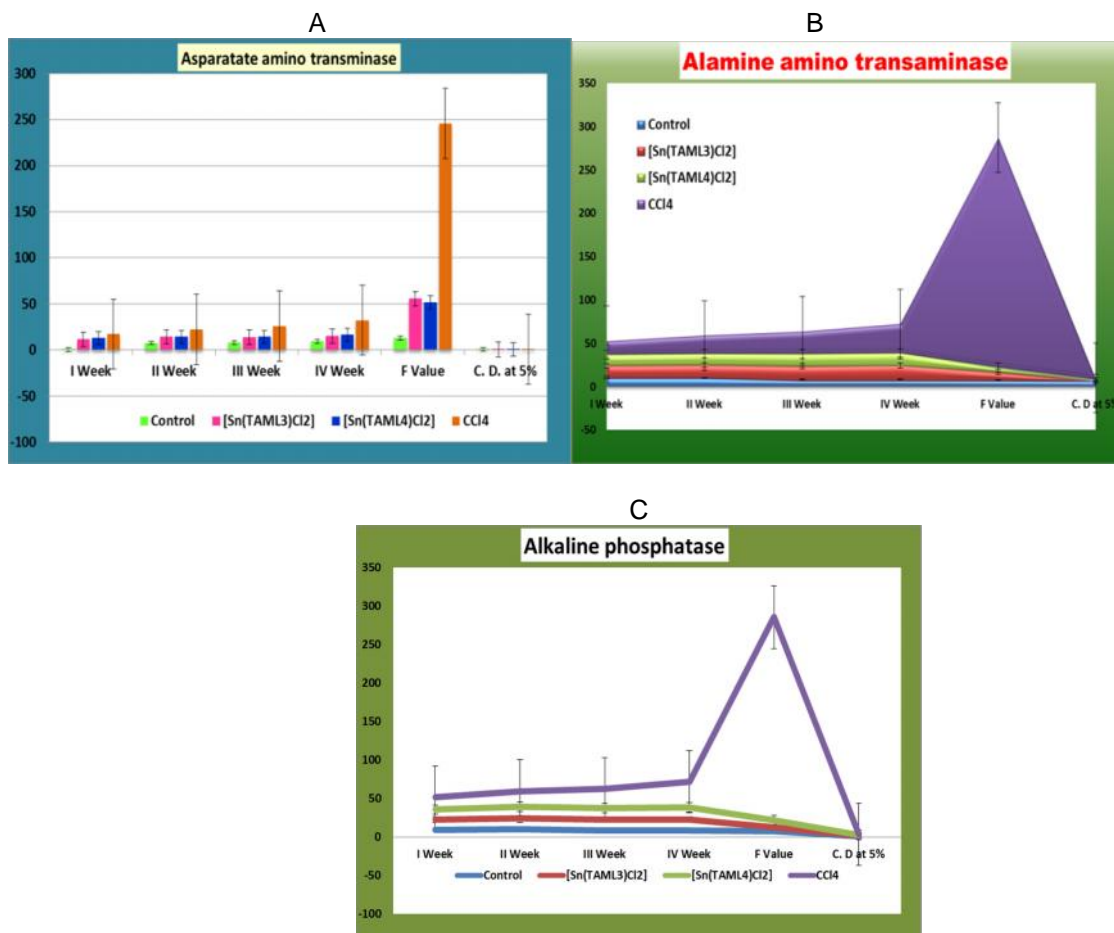 A
Asparatate amino transminase
300
250
200
150
100
50
0
-50
-100
I Week II Week III Week IV Week F Value C. D. at 5%
Control [Sn(TAML3)Cl2] [Sn(TAML4)Cl2] CCl4
B
Alamine amino transaminase
350
300
250
200
150
100
50
0
-50
Control
[Sn(TAML3)Cl2]
[Sn(TAML4)Cl2]
CCl4
I Week II Week III Week IV Week F Value C. D at 5%
C
Alkaline phosphatase
350
300
250
200
150
100
50
0
-50
-100
I Week II Week III Week IV Week F Value C. D at 5%
Control [Sn(TAML3)Cl2] [Sn(TAML4)Cl2] CCl4